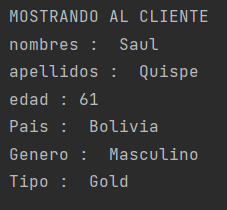 MOSTRANDO AL CLIENTE
nombres :  Saul
apellidos :  Quispe
edad : 61
Pais :  Bolivia
Genero :  Masculino
Tipo :  Gold